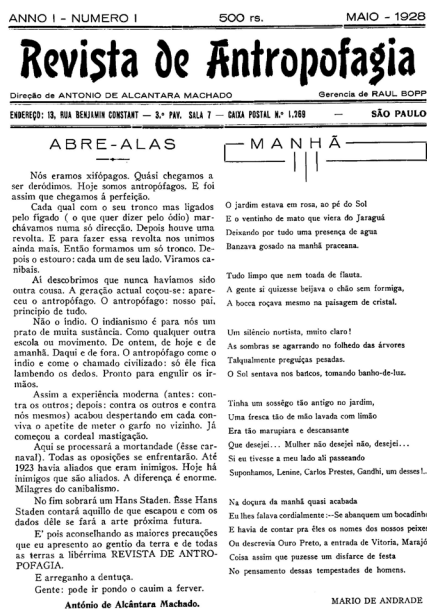 ANNO I - NUMERO I 500 rs. MAIO - 1928
Revista de Antropofagia
Direção de ANTONIO DE ALCANTARA MACHADO Gerencia de RAUL BOPP
ENDEREÇO: 13, RUA BENJAMIN CONSTANT — 3.º PAV. SALA 7 — CAIXA POSTAL N.º 1.269 — SÃO PAULO
ABRE-ALAS
Nós eramos xifópagos. Quási chegamos a
ser deródimos. Hoje somos antropófagos. E foi
assim que chegamos á perfeição.
Cada qual com o seu tronco mas ligados
pelo figado ( o que quer dizer pelo ódio) mar-
chávamos numa só direcção. Depois houve uma
revolta. E para fazer essa revolta nos unimos
ainda mais. Então formamos um só tronco. De-
pois o estouro: cada um de seu lado. Viramos ca-
nibais.
Aí descobrimos que nunca haviamos sido
outra cousa. A geração actual coçou-se: apare-
ceu o antropófago. O antropófago: nosso pai,
principio de tudo.
Não o indio. O indianismo é para nós um
prato de muita sustância. Como qualquer outra
escola ou movimento. De ontem, de hoje e de
amanhã. Daqui e de fora. O antropófago come o
indio e come o chamado civilizado: só êle fica
lambendo os dedos. Pronto para engulir os ir-
mãos.
Assim a experiência moderna (antes: con-
tra os outros; depois: contra os outros e contra
nós mesmos) acabou despertando em cada con-
viva o apetite de meter o garfo no vizinho. Já
começou a cordeal mastigação.
Aqui se processará a mortandade (êsse car-
naval). Todas as oposições se enfrentarão. Até
1923 havia aliados que eram inimigos. Hoje há
inimigos que são aliados. A diferença é enorme.
Milagres do canibalismo.
No fim sobrará um Hans Staden. Êsse Hans
Staden contará aquillo de que escapou e com os
dados dêle se fará a arte próxima futura.
E' pois aconselhando as maiores precauções
que eu apresento ao gentio da terra e de todas
as terras a libérrima REVISTA DE ANTRO-
POFAGIA.
E arreganho a dentuça.
Gente: pode ir pondo o cauim a ferver.
António de Alcântara Machado.
MANHÃ
O jardim estava em rosa, ao pé do Sol
E o ventinho de mato que viera do Jaraguá
Deixando por tudo uma presença de agua
Banzava gosado na manhã praceana.
Tudo limpo que nem toada de flauta.
A gente si quizesse beijava o chão sem formiga,
A bocca roçava mesmo na paisagem de cristal.
Um silêncio nortista, muito claro!
As sombras se agarrando no folhedo das árvores
Talqualmente preguiças pesadas.
O Sol sentava nos bancos, tomando banho-de-luz.
Tinha um sossêgo tão antigo no jardim,
Uma fresca tão de mão lavada com limão
Era tão marupiara e descansante
Que desejei... Mulher não desejei não, desejei...
Si eu tivesse a meu lado ali passeando
Suponhamos, Lenine, Carlos Prestes, Gandhi, um desses!..
Na doçura da manhã quasi acabada
Eu lhes falava cordialmente:--Se abanquem um bocadinho
E havia de contar pra êles os nomes dos nossos peixes
Ou descrevia Ouro Preto, a entrada de Vitoria, Marajó
Coisa assim que puzesse um disfarce de festa
No pensamento dessas tempestades de homens.
MARIO DE ANDRADE